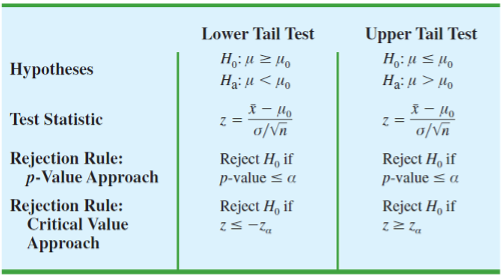 Lower Tail Test Upper Tail Test
Hypotheses
H₀: μ ≥ μ₀ H₀: μ ≤ μ₀
Hₐ: μ < μ₀ Hₐ: μ > μ₀
Test Statistic z = (x̄ − μ₀)/(σ/√n) z = (x̄ − μ₀)/(σ/√n)
Rejection Rule: Reject H₀ if Reject H₀ if
p-Value Approach p-value ≤ α p-value ≤ α
Rejection Rule: Reject H₀ if Reject H₀ if
Critical Value z ≤ −zα z ≥ zα
Approach